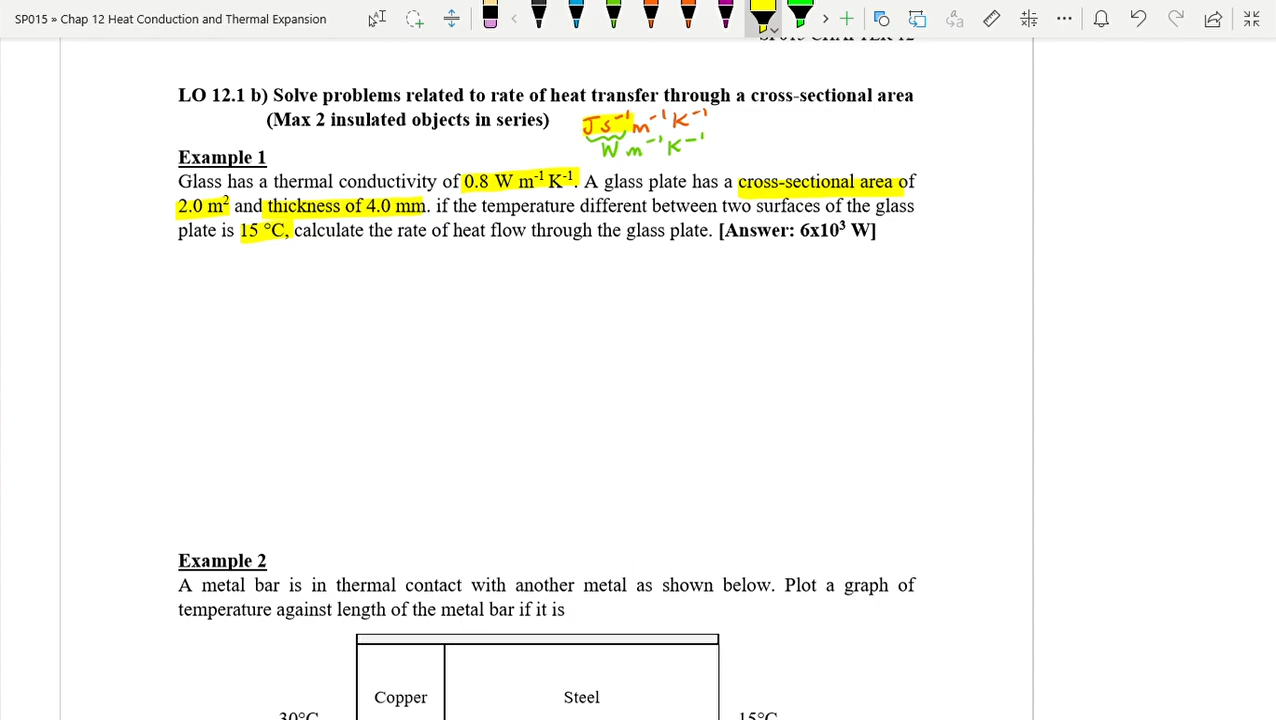 SP015 » Chap 12 Heat Conduction and Thermal Expansion
SP015 CHAPTER 12
LO 12.1 b) Solve problems related to rate of heat transfer through a cross-sectional area
(Max 2 insulated objects in series)
J s⁻¹ m⁻¹ K⁻¹
W m⁻¹ K⁻¹
Example 1
Glass has a thermal conductivity of 0.8 W m⁻¹ K⁻¹. A glass plate has a cross-sectional area of
2.0 m² and thickness of 4.0 mm. if the temperature different between two surfaces of the glass
plate is 15 °C, calculate the rate of heat flow through the glass plate. [Answer: 6x10³ W]
Example 2
A metal bar is in thermal contact with another metal as shown below. Plot a graph of
temperature against length of the metal bar if it is
Copper Steel
30°C 15°C